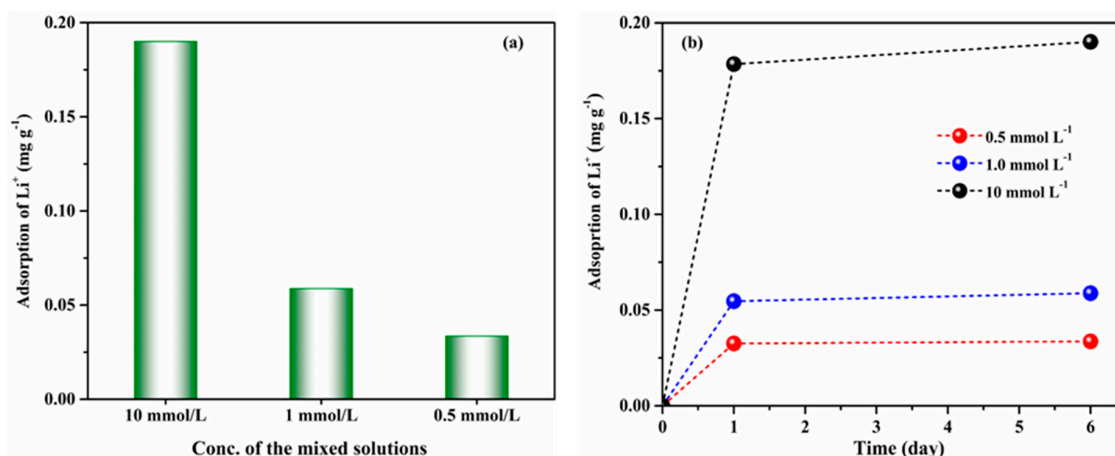 (a)
Adsorption of Li⁺ (mg g⁻¹)
0.20
0.15
0.10
0.05
0.00
10 mmol/L 1 mmol/L 0.5 mmol/L
Conc. of the mixed solutions
(b)
Adsoprtion of Li⁺ (mg g⁻¹)
0.20
0.15
0.10
0.05
0.00
0.5 mmol L⁻¹
1.0 mmol L⁻¹
10 mmol L⁻¹
0 1 2 3 4 5 6
Time (day)